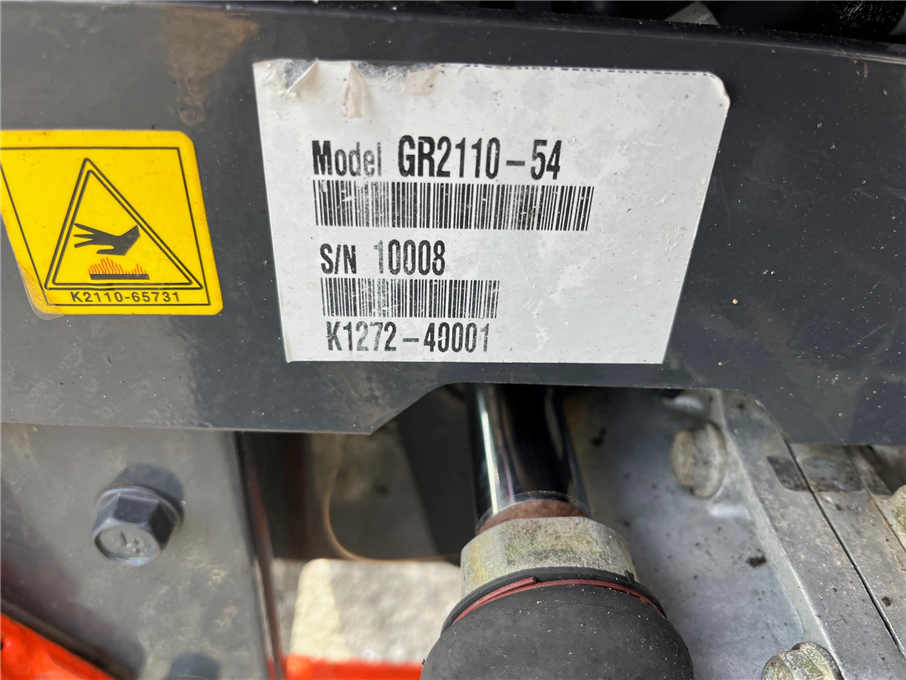 Model GR2110-54
S/N 10008
K1272-40001
K2110-65731